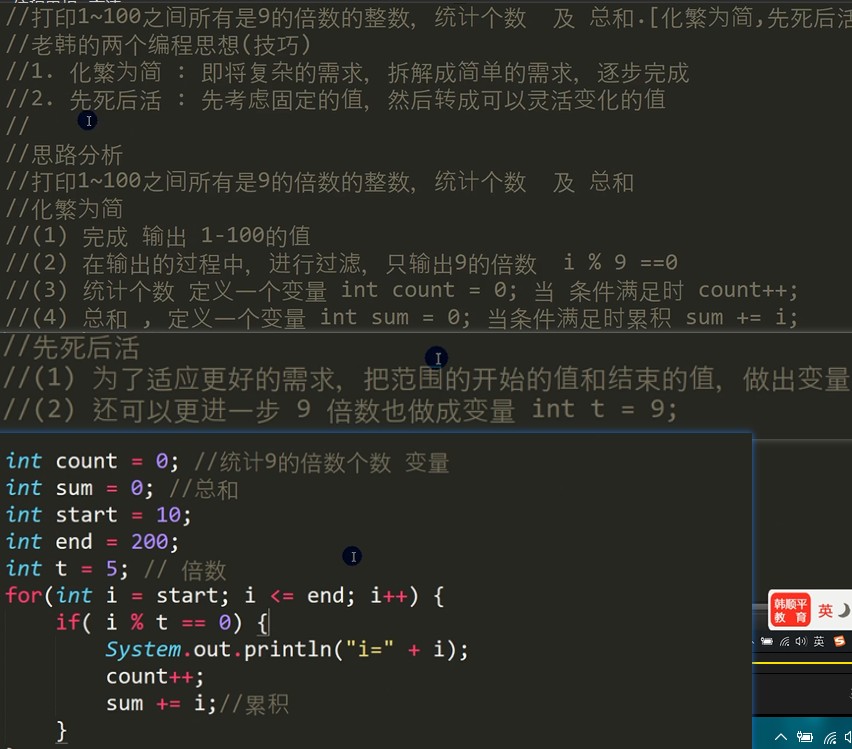 //打印1~100之间所有是9的倍数的整数, 统计个数  及 总和.[化繁为简,先死后活
//老韩的两个编程思想(技巧)
//1. 化繁为简 : 即将复杂的需求, 拆解成简单的需求, 逐步完成
//2. 先死后活 : 先考虑固定的值, 然后转成可以灵活变化的值
//
//思路分析
//打印1~100之间所有是9的倍数的整数, 统计个数  及 总和
//化繁为简
//(1) 完成 输出 1-100的值
//(2) 在输出的过程中, 进行过滤, 只输出9的倍数  i % 9 ==0
//(3) 统计个数 定义一个变量 int count = 0; 当 条件满足时 count++;
//(4) 总和 , 定义一个变量 int sum = 0; 当条件满足时累积 sum += i;
//先死后活
//(1) 为了适应更好的需求, 把范围的开始的值和结束的值, 做出变量
//(2) 还可以更进一步 9 倍数也做成变量 int t = 9;
int count = 0; //统计9的倍数个数 变量
int sum = 0; //总和
int start = 10;
int end = 200;
int t = 5; // 倍数
for(int i = start; i <= end; i++) {
    if( i % t == 0) {
        System.out.println("i=" + i);
        count++;
        sum += i;//累积
    }
韩顺平
教 育
英
英